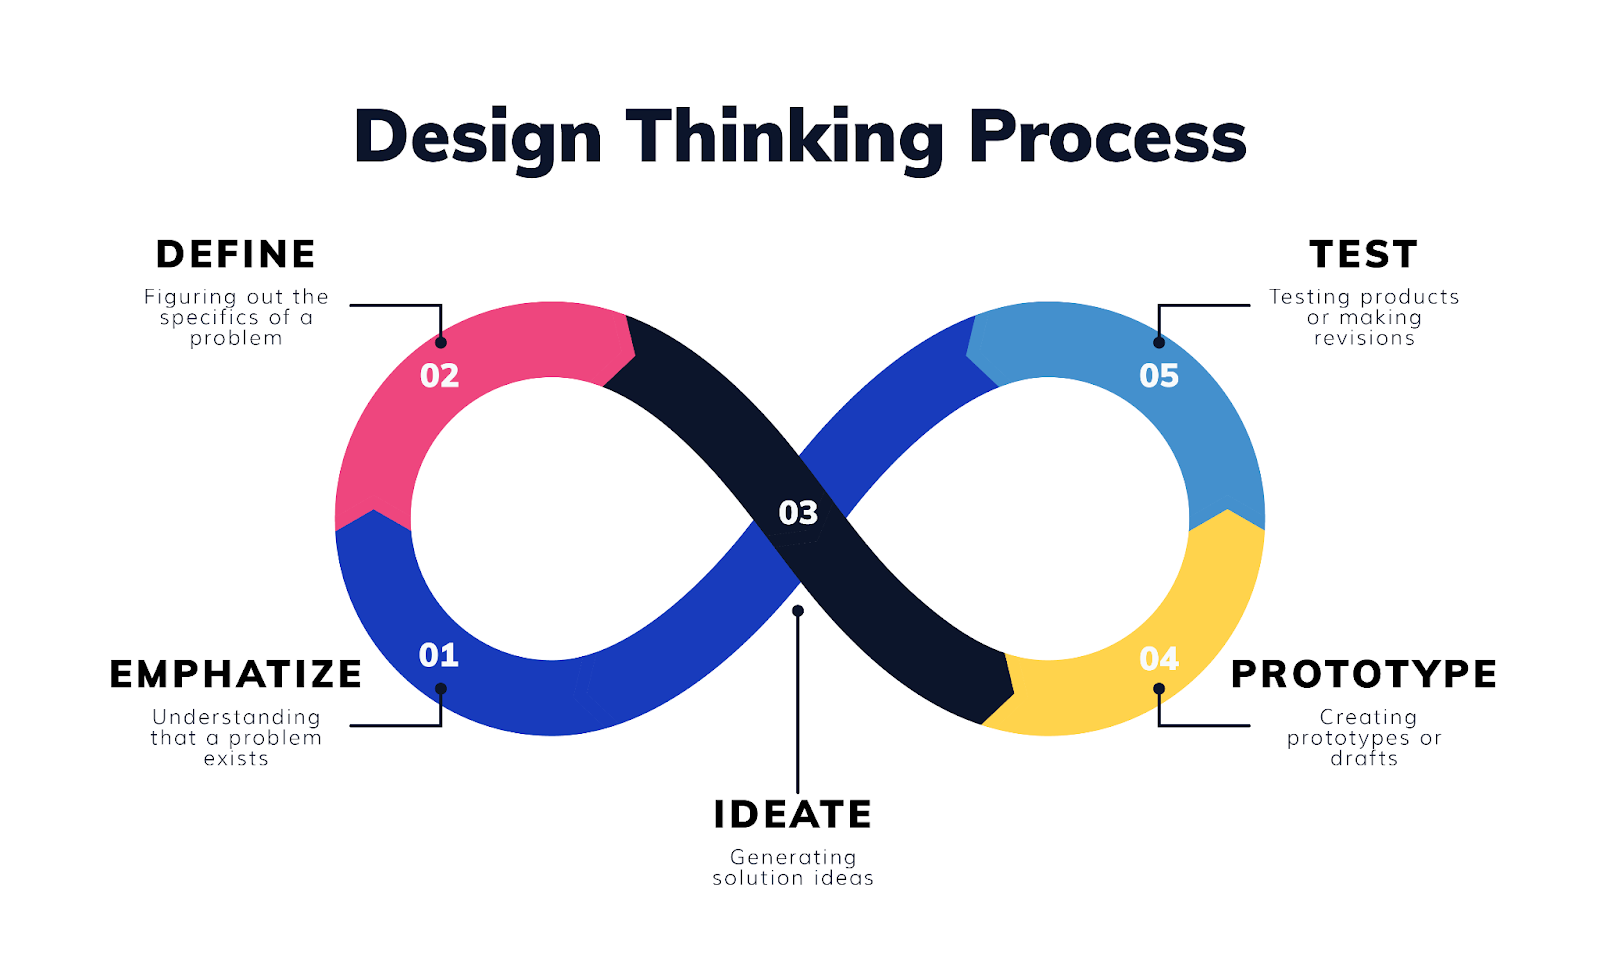 Design Thinking Process
DEFINE
Figuring out the
specifics of a
problem
TEST
Testing products
or making
revisions
02
05
03
01
04
EMPHATIZE
Understanding
that a problem
exists
PROTOTYPE
Creating
prototypes or
drafts
IDEATE
Generating
solution ideas